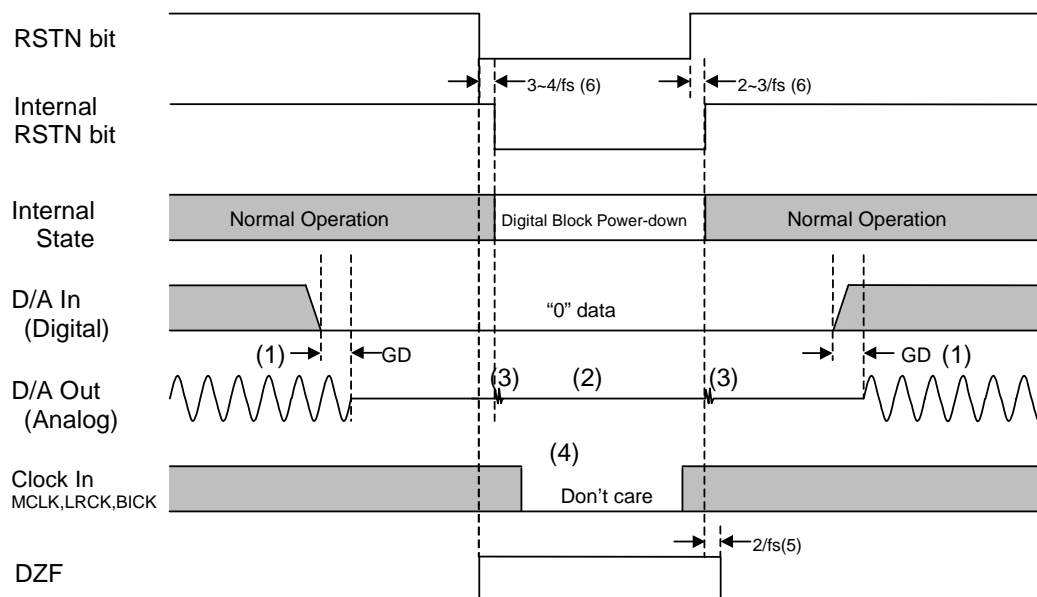 RSTN bit
3~4/fs (6)
2~3/fs (6)
Internal
RSTN bit
Internal
State
Normal Operation
Digital Block Power-down
Normal Operation
D/A In
(Digital)
“0” data
(1)
GD
GD
(1)
D/A Out
(Analog)
(3)
(2)
(3)
Clock In
MCLK,LRCK,BICK
(4)
Don’t care
2/fs(5)
DZF